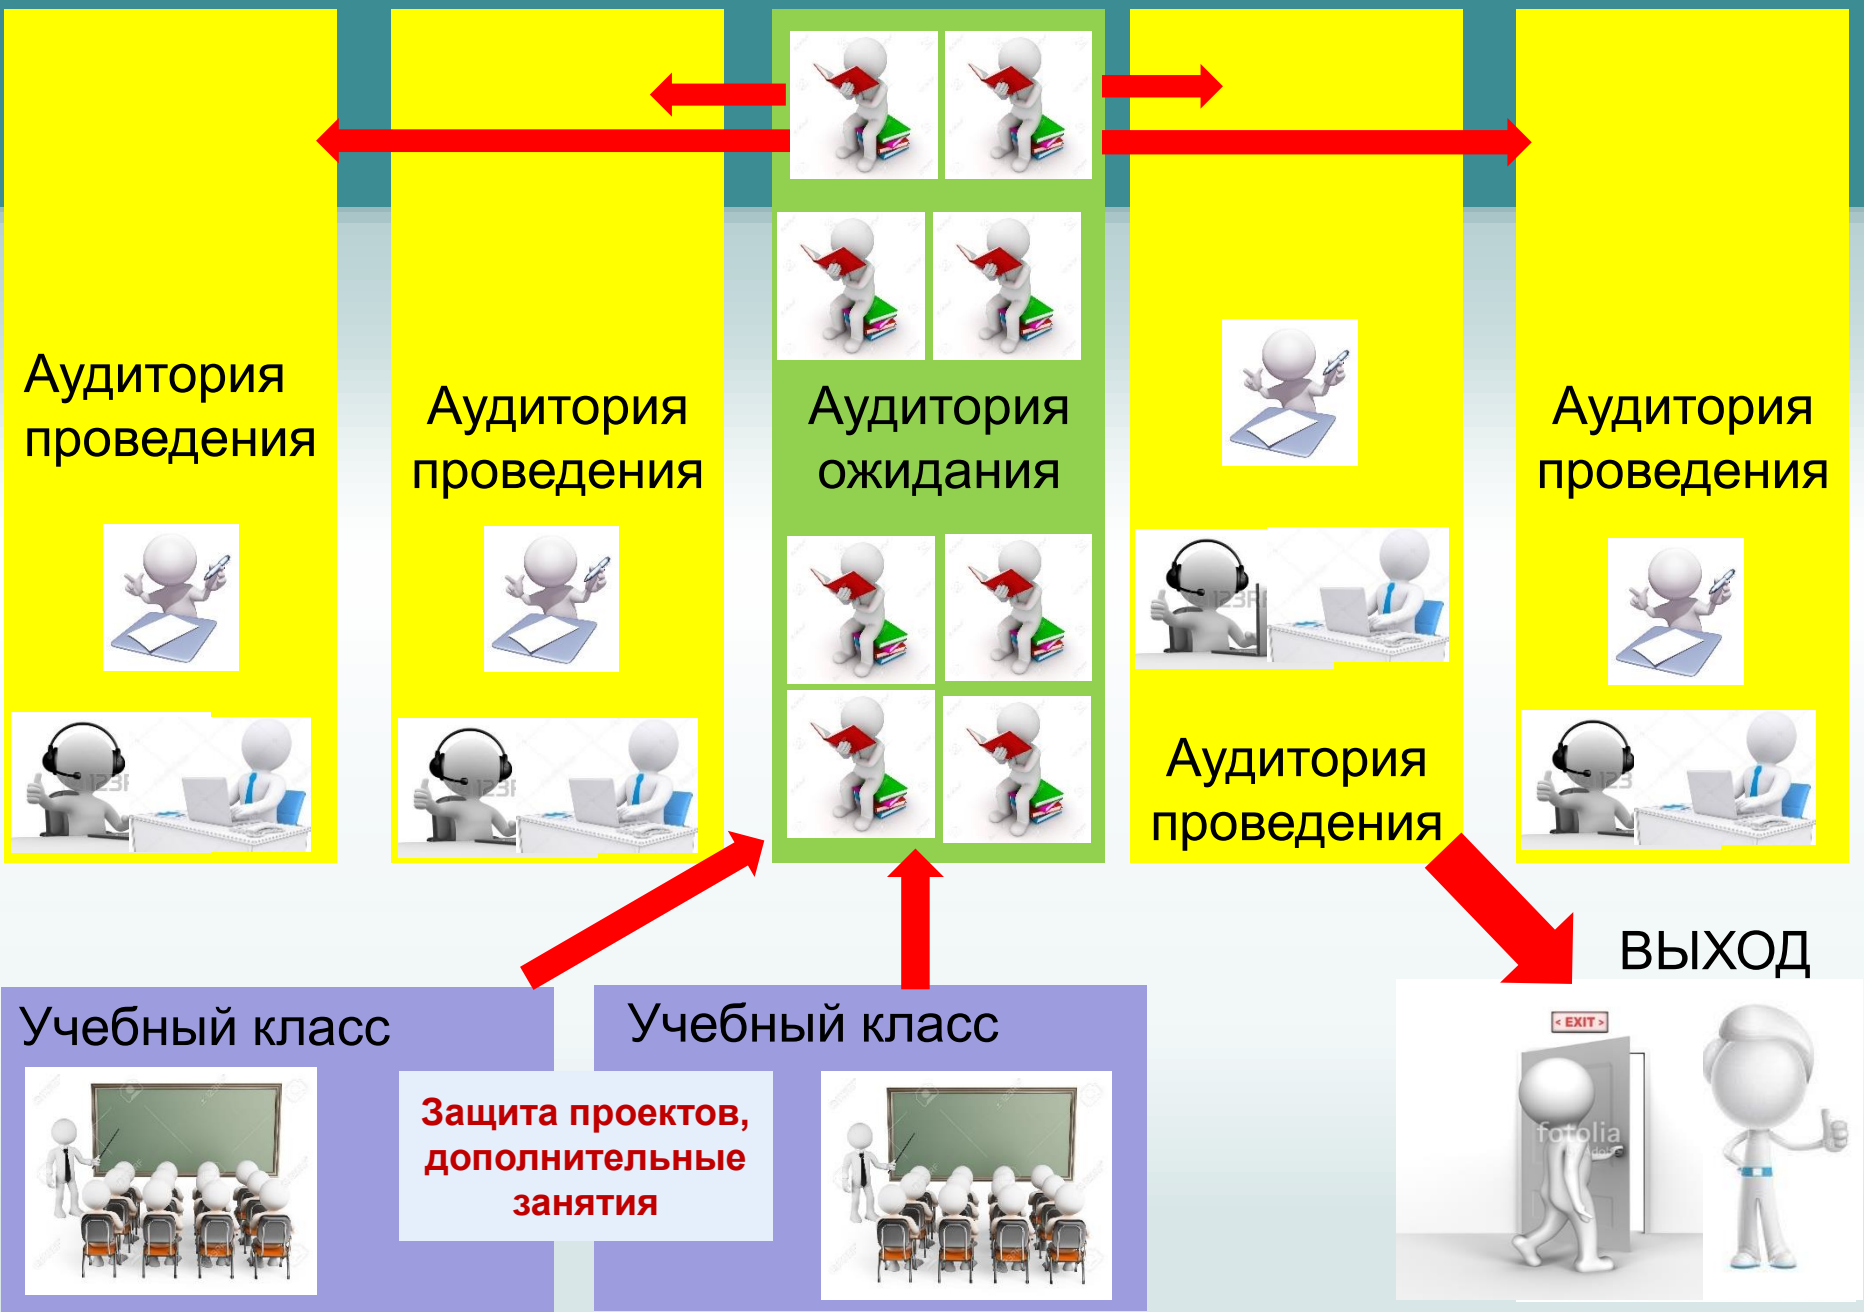 Аудитория
проведения
Аудитория
проведения
Аудитория
ожидания
Аудитория
проведения
Аудитория
проведения
ВЫХОД
Учебный класс
Учебный класс
Защита проектов,
дополнительные
занятия
< EXIT >
fotolia